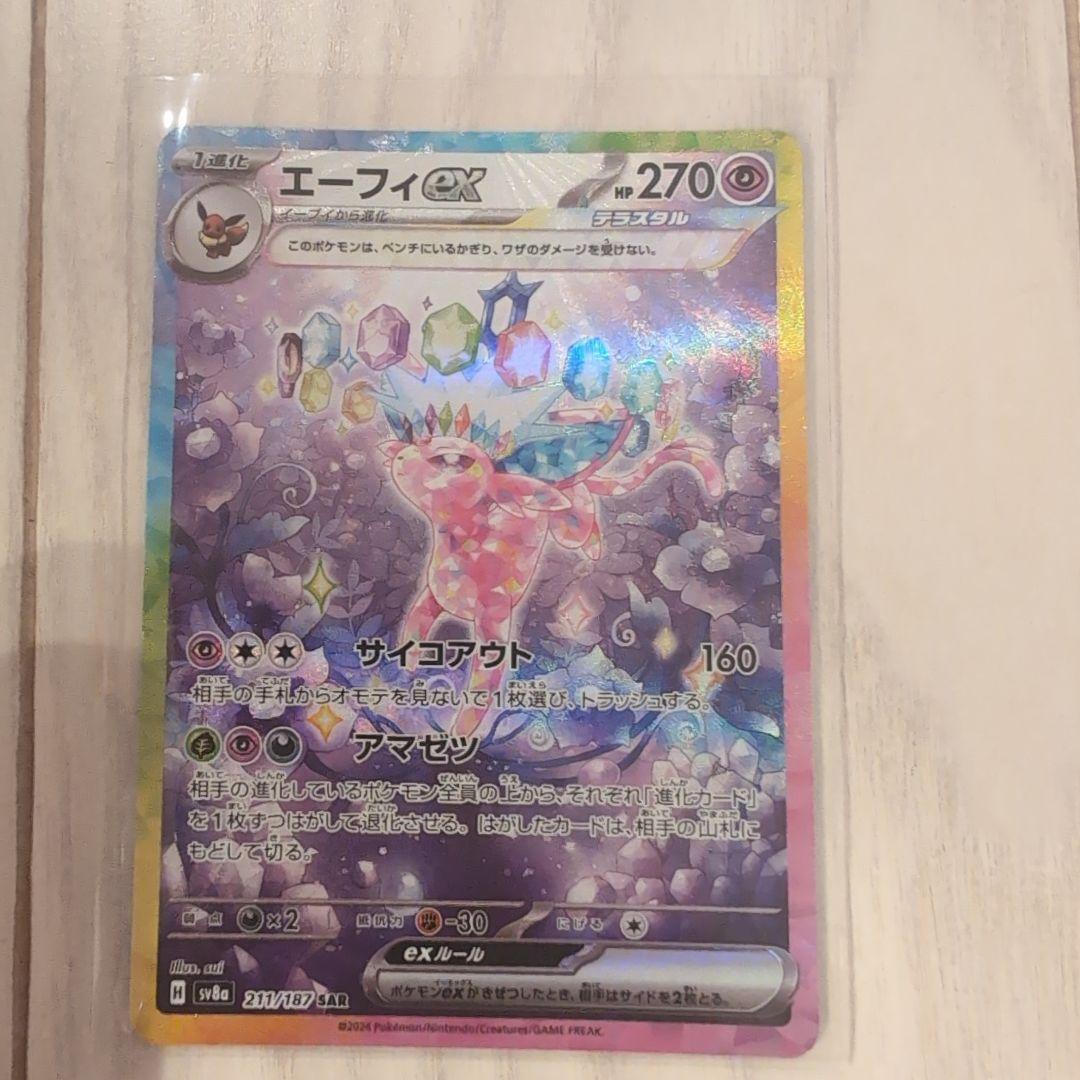 1進化
エーフィex
HP270
イーブイから進化
テラスタル
このポケモンは、ベンチにいるかぎり、ワザのダメージを受けない。
サイコアウト 160
相手の手札からオモテを見ないで1枚選び、トラッシュする。
アマゼツ
相手の進化しているポケモン全員の上から、それぞれ「進化カード」
を1枚ずつはがして退化させる。はがしたカードは、相手の山札に
もどして切る。
弱点 ×2 抵抗力 -30 にげる
exルール
ポケモンexがきぜつしたとき、相手はサイドを2枚とる。
Illus. sui
H sv8a 211/187 SAR
©2024 Pokémon/Nintendo/Creatures/GAME FREAK.